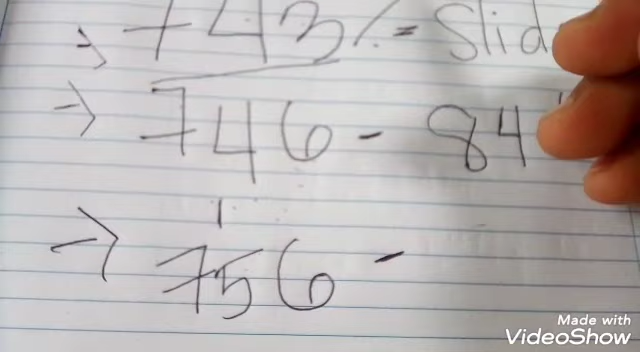 → 743% = Slid
→ 746 - 84
→ 756 -
Made with
VideoShow